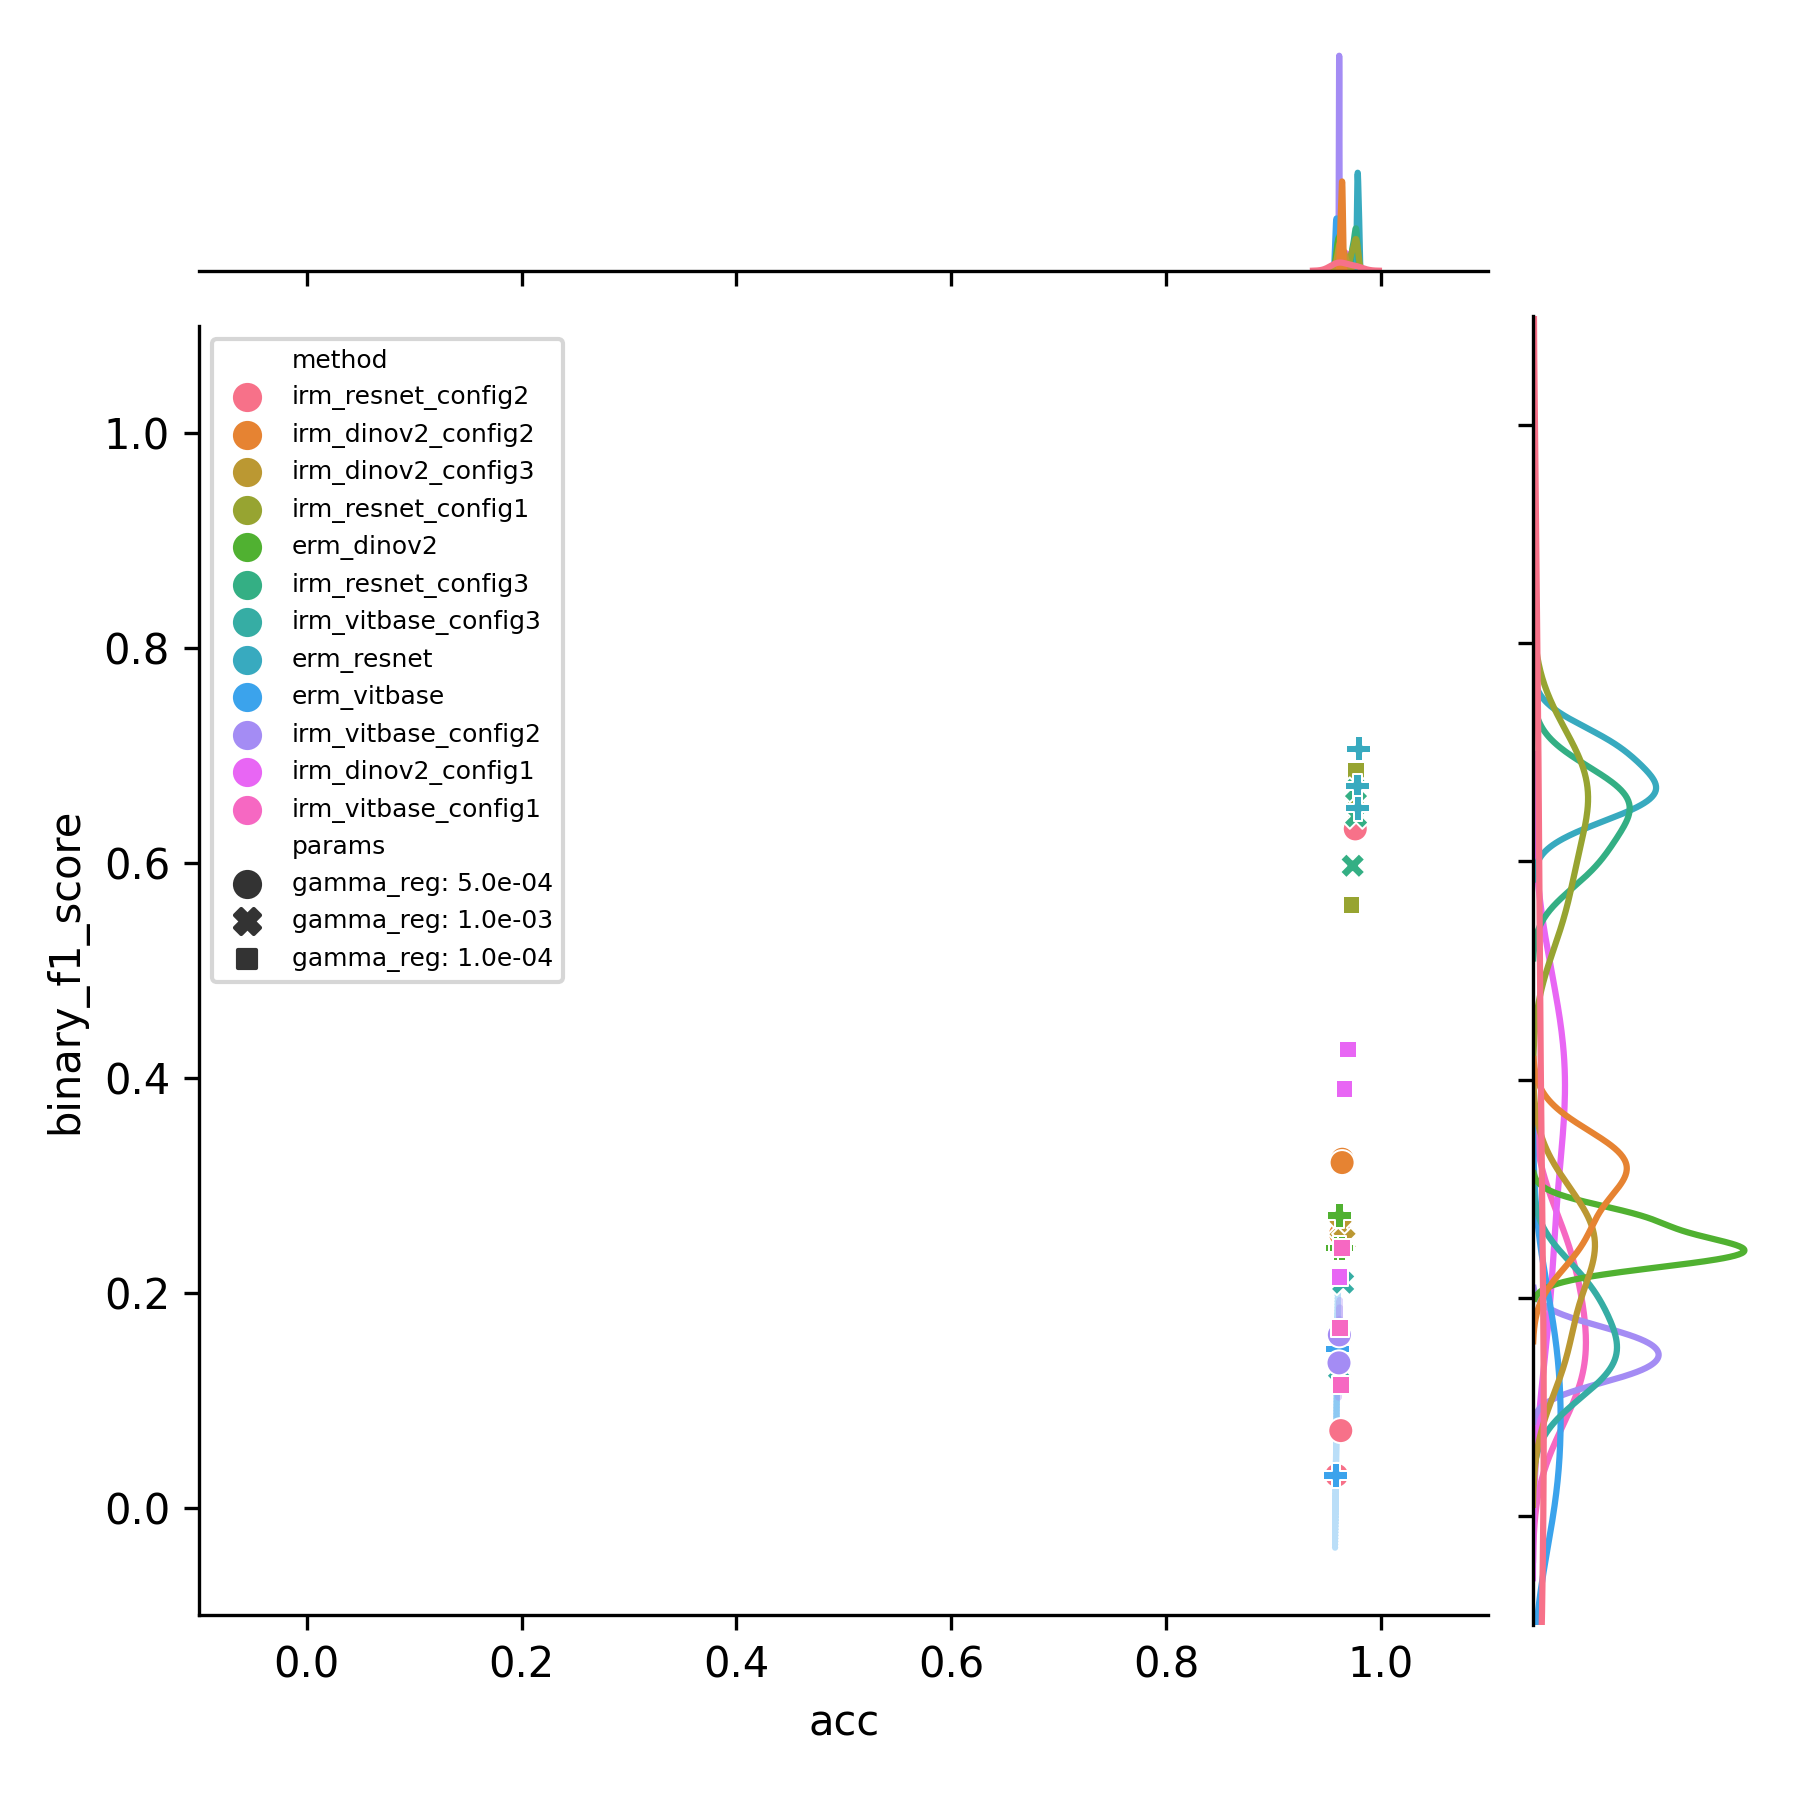 method
irm_resnet_config2
irm_dinov2_config2
irm_dinov2_config3
irm_resnet_config1
erm_dinov2
irm_resnet_config3
irm_vitbase_config3
erm_resnet
erm_vitbase
irm_vitbase_config2
irm_dinov2_config1
irm_vitbase_config1
params
gamma_reg: 5.0e-04
gamma_reg: 1.0e-03
gamma_reg: 1.0e-04
1.0
0.8
0.6
0.4
0.2
0.0
binary_f1_score
0.0 0.2 0.4 0.6 0.8 1.0
acc